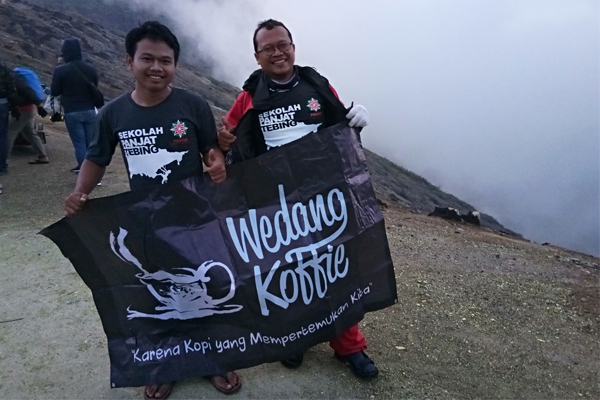 SEKOLAH
PANJAT
TEBING
SEKOLAH
PANJAT
TEBING
Wedang
Koffie
Karena Kopi yang Mempertemukan Kita"